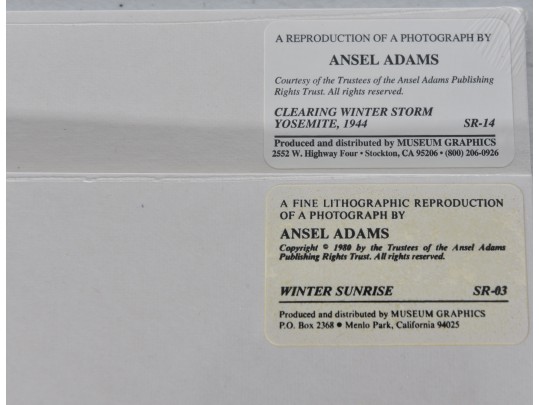 A REPRODUCTION OF A PHOTOGRAPH BY
ANSEL ADAMS
Courtesy of the Trustees of the Ansel Adams Publishing
Rights Trust. All rights reserved.
CLEARING WINTER STORM
YOSEMITE, 1944 SR-14
Produced and distributed by MUSEUM GRAPHICS
2552 W. Highway Four • Stockton, CA 95206 • (800) 206-0926
A FINE LITHOGRAPHIC REPRODUCTION
OF A PHOTOGRAPH BY
ANSEL ADAMS
Copyright © 1980 by the Trustees of the Ansel Adams
Publishing Rights Trust. All rights reserved.
WINTER SUNRISE SR-03
Produced and distributed by MUSEUM GRAPHICS
P.O. Box 2368 ● Menlo Park, California 94025